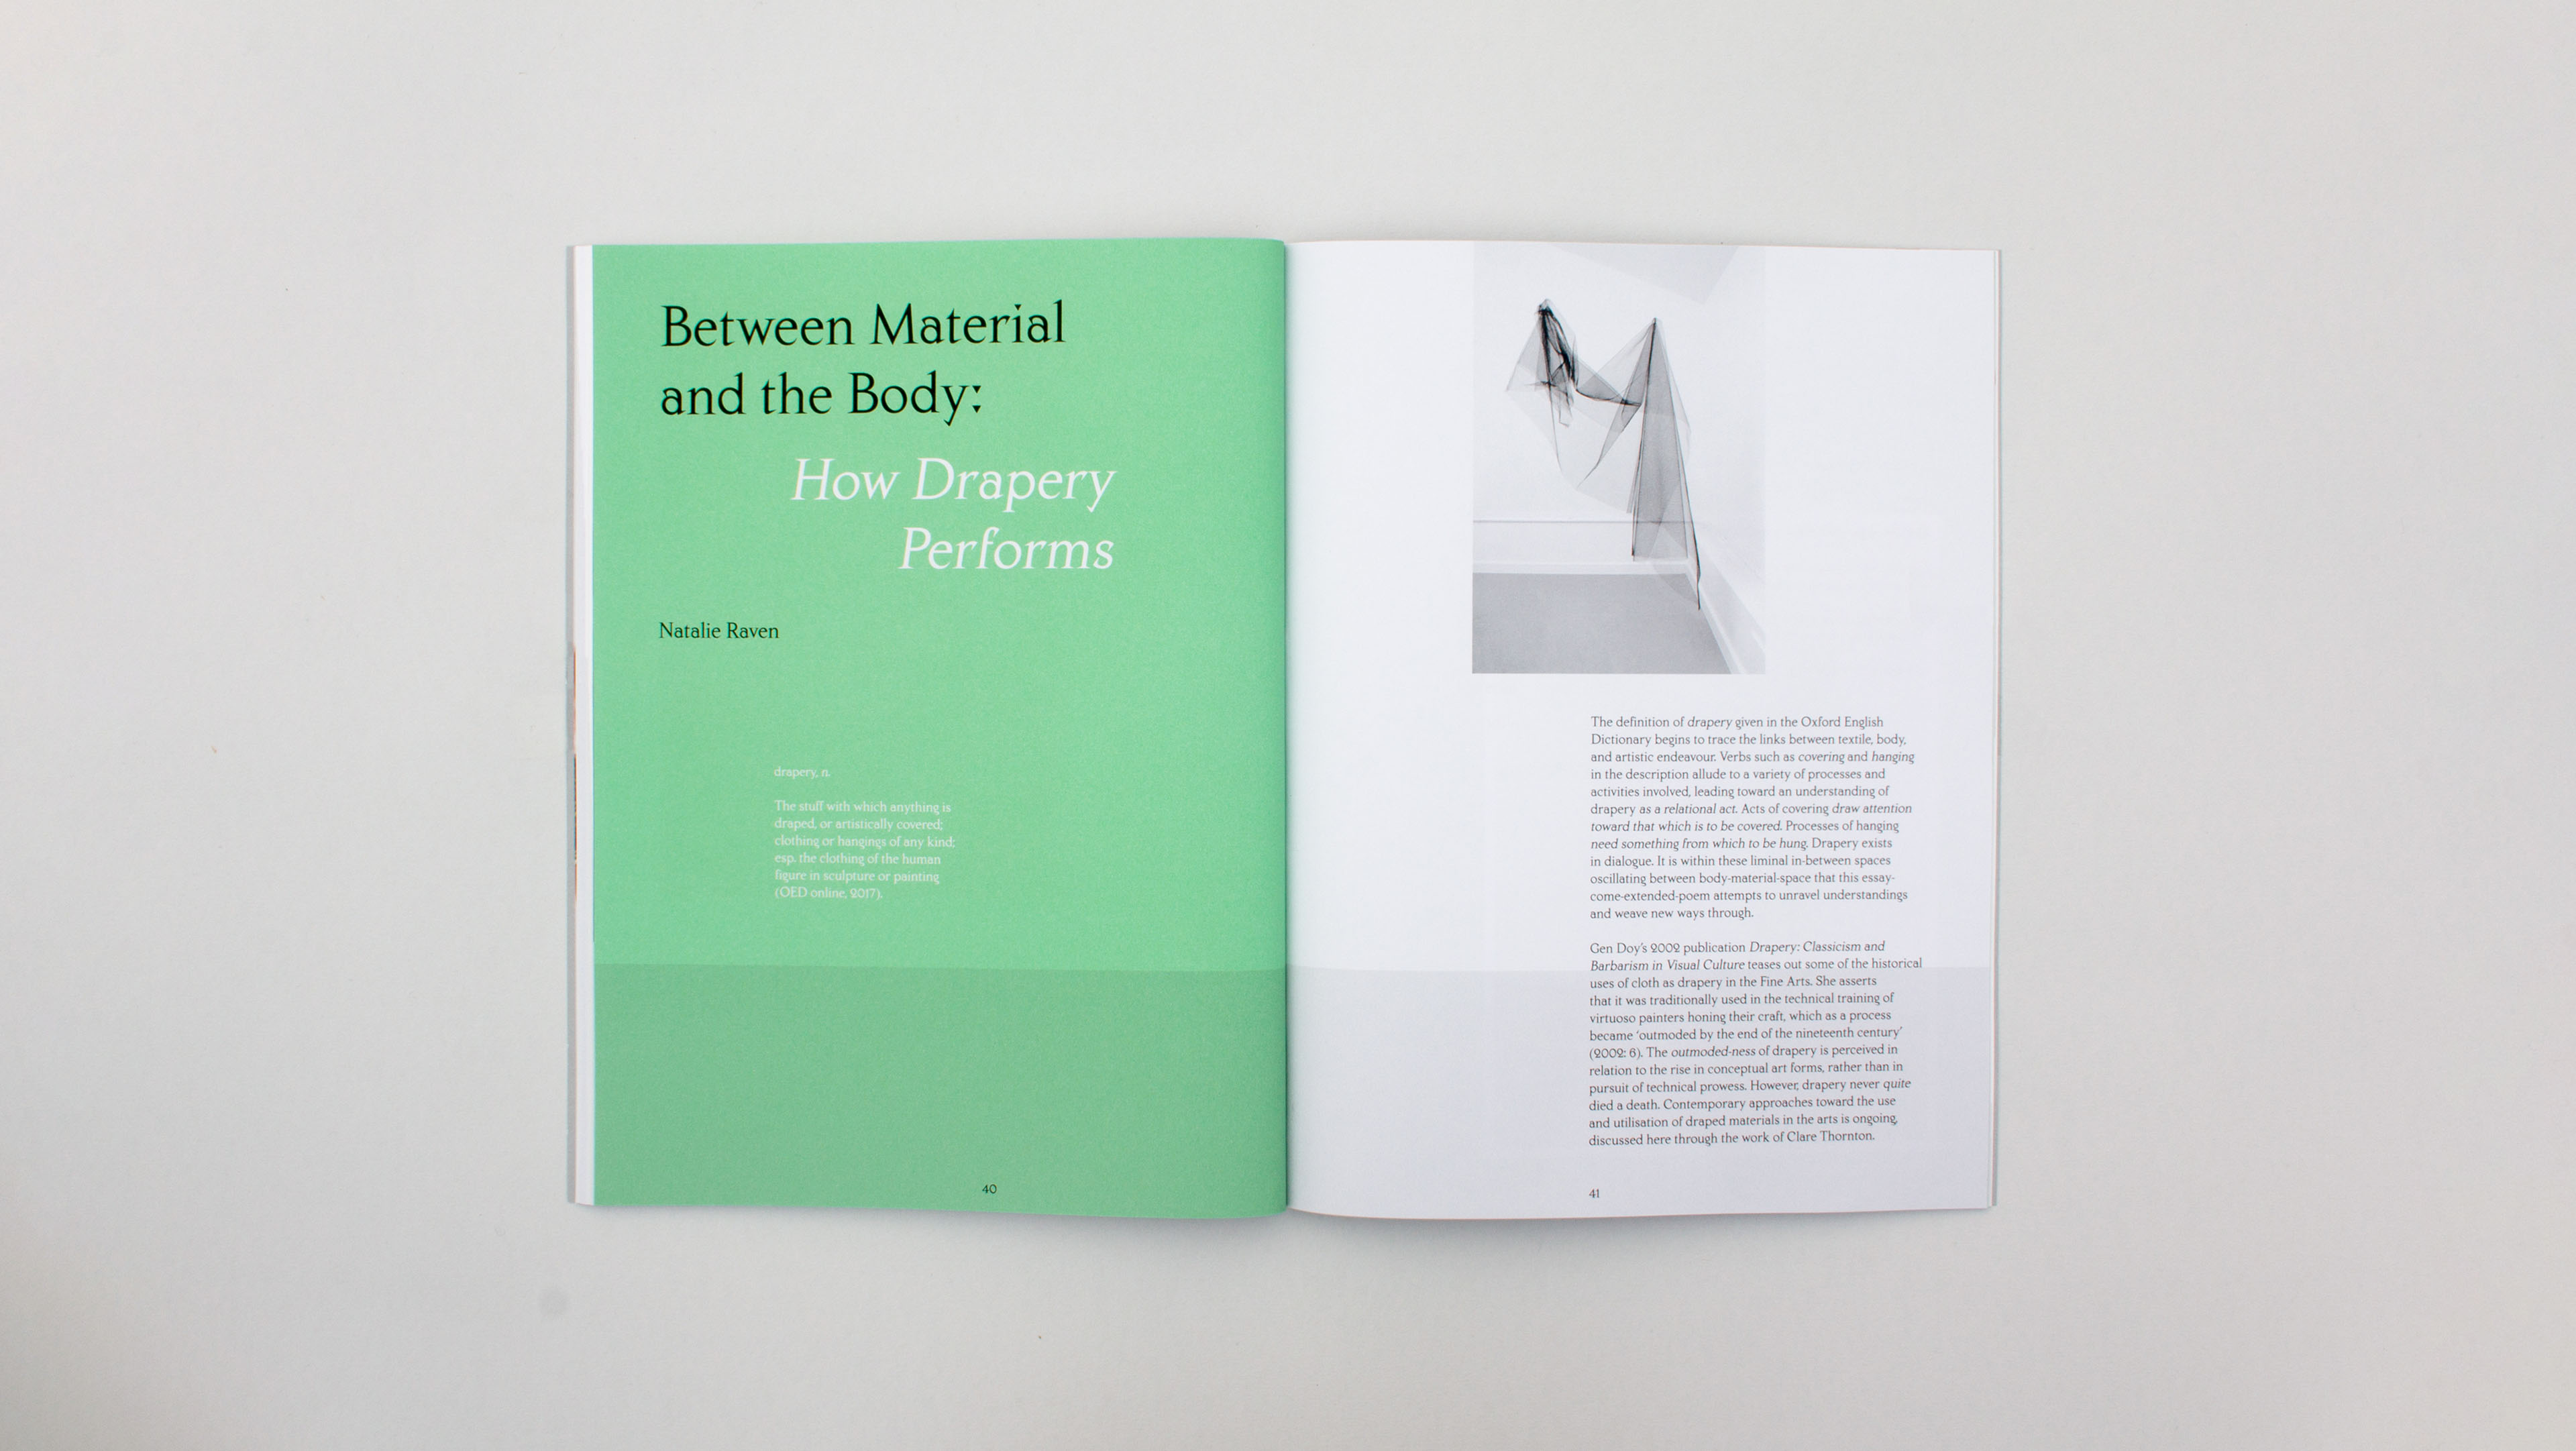 Between Material
and the Body:
How Drapery
Performs
Natalie Raven
drapery, n.
The stuff with which anything is
draped, or artistically covered;
clothing or hangings of any kind;
esp. the clothing of the human
figure in sculpture or painting
(OED online, 2017).
40
The definition of drapery given in the Oxford English
Dictionary begins to trace the links between textile, body,
and artistic endeavour. Verbs such as covering and hanging
in the description allude to a variety of processes and
activities involved, leading toward an understanding of
drapery as a relational act. Acts of covering draw attention
toward that which is to be covered. Processes of hanging
need something from which to be hung. Drapery exists
in dialogue. It is within these liminal in-between spaces
oscillating between body-material-space that this essay-
come-extended-poem attempts to unravel understandings
and weave new ways through.
Gen Doy's 2002 publication Drapery: Classicism and
Barbarism in Visual Culture teases out some of the historical
uses of cloth as drapery in the Fine Arts. She asserts
that it was traditionally used in the technical training of
virtuoso painters honing their craft, which as a process
became ‘outmoded by the end of the nineteenth century’
(2002: 6). The outmoded-ness of drapery is perceived in
relation to the rise in conceptual art forms, rather than in
pursuit of technical prowess. However, drapery never quite
died a death. Contemporary approaches toward the use
and utilisation of draped materials in the arts is ongoing,
discussed here through the work of Clare Thornton.
41